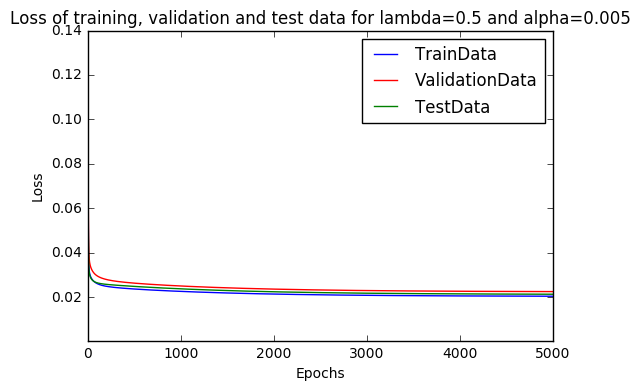 Loss of training, validation and test data for lambda=0.5 and alpha=0.005
0.14
0.12
0.10
0.08
0.06
0.04
0.02
Loss
TrainData
ValidationData
TestData
0 1000 2000 3000 4000 5000
Epochs